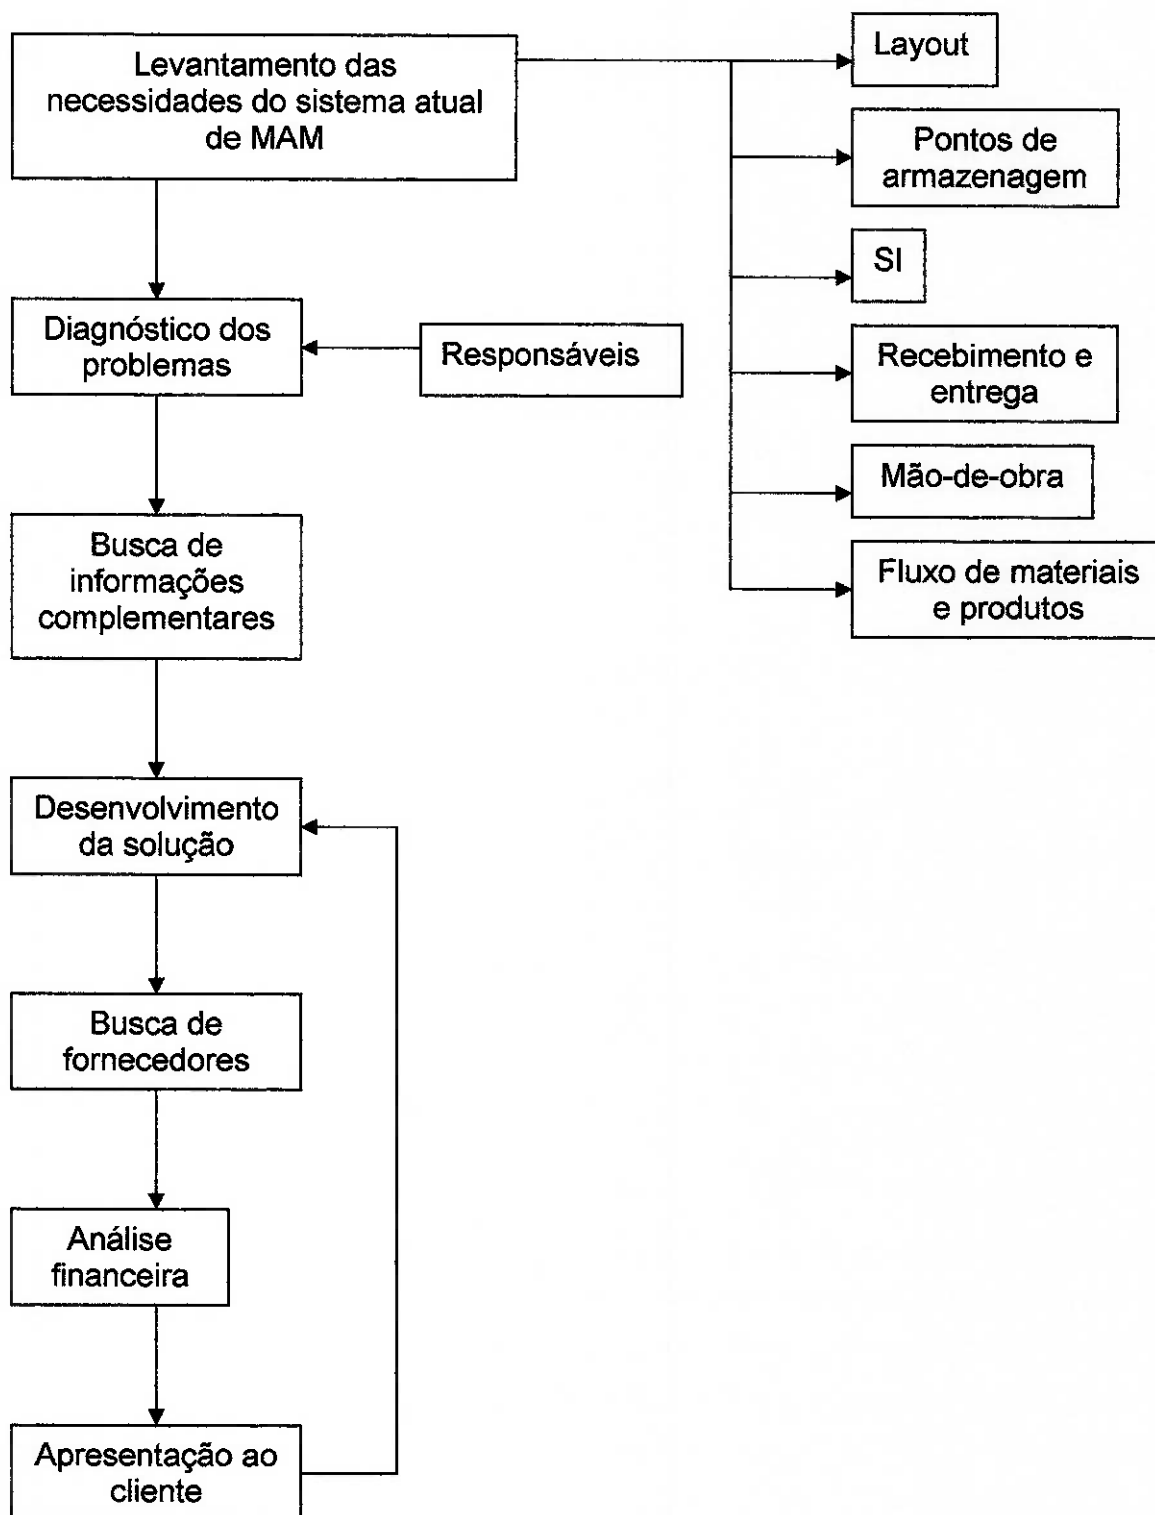 Levantamento das
necessidades do sistema atual
de MAM
Layout
Pontos de
armazenagem
SI
Recebimento e
entrega
Mão-de-obra
Fluxo de materiais
e produtos
Diagnóstico dos
problemas
Responsáveis
Busca de
informações
complementares
Desenvolvimento
da solução
Busca de
fornecedores
Análise
financeira
Apresentação ao
cliente